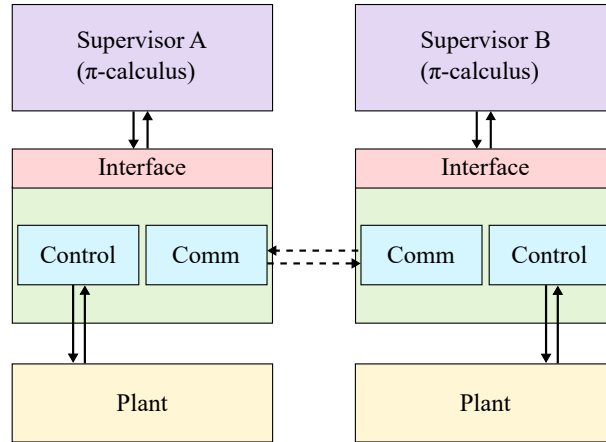 Supervisor A
(π-calculus)
Supervisor B
(π-calculus)
Interface
Interface
Control
Comm
Comm
Control
Plant
Plant